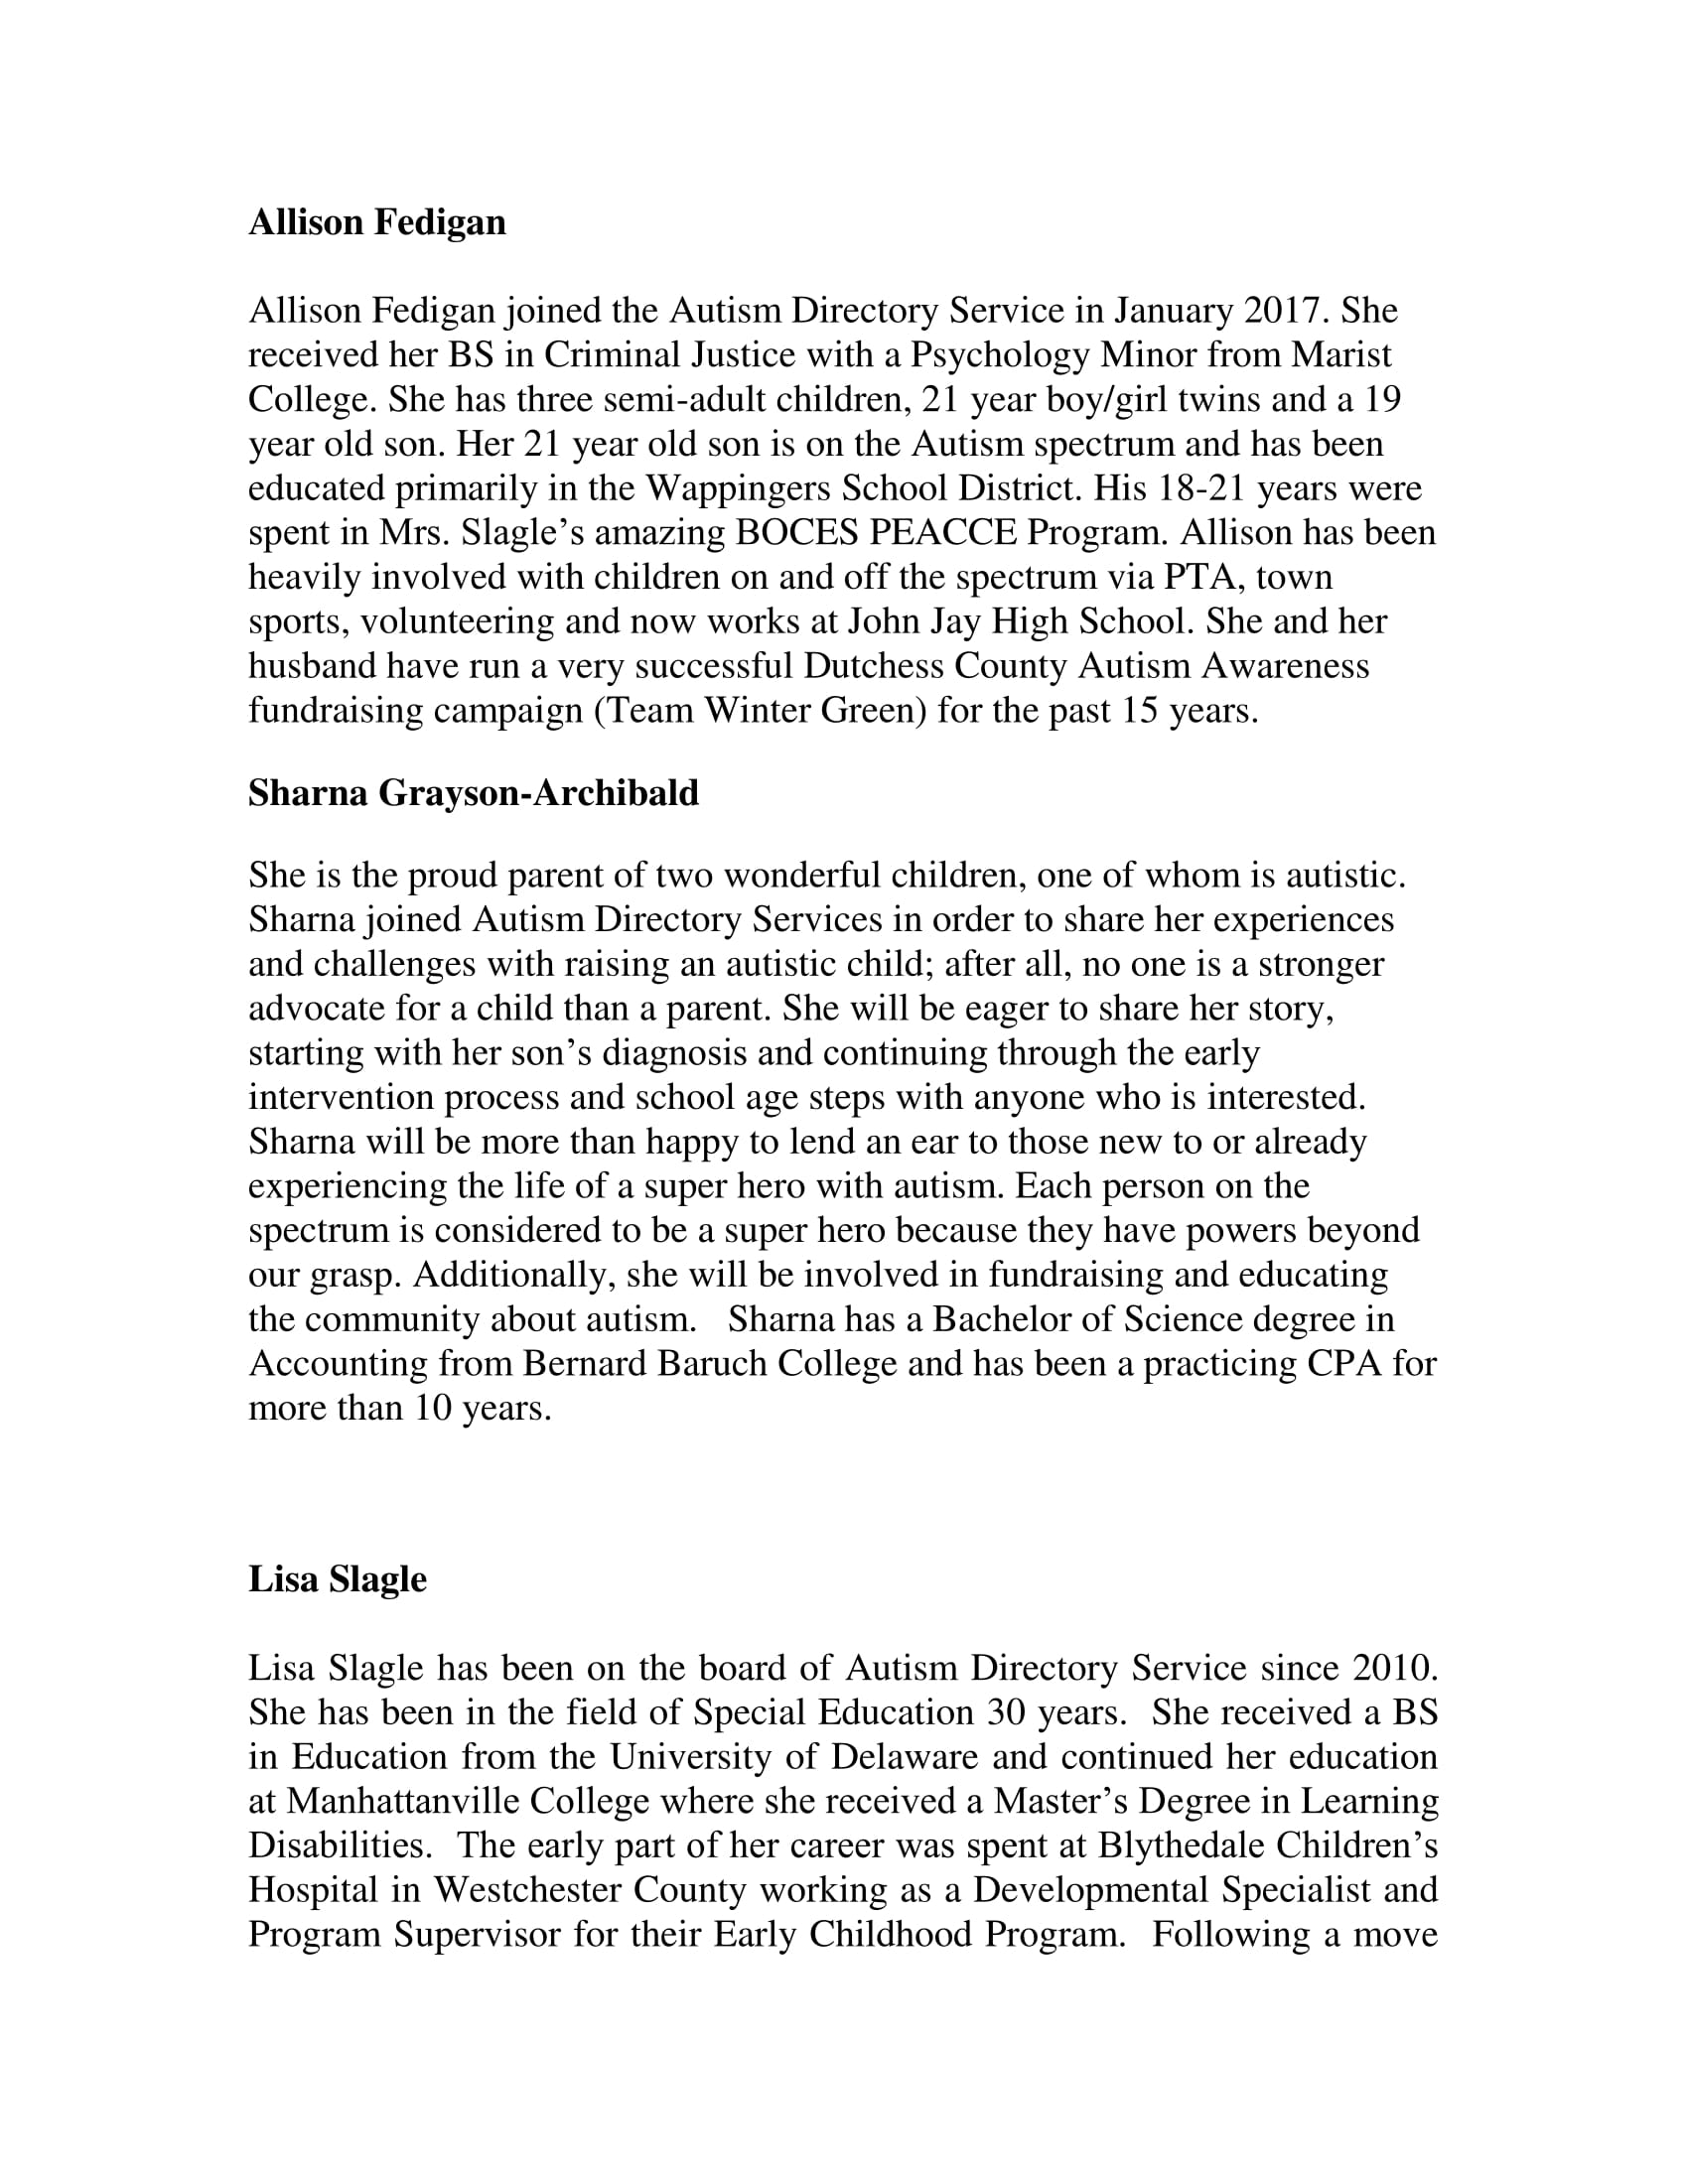 Allison Fedigan
Allison Fedigan joined the Autism Directory Service in January 2017. She
received her BS in Criminal Justice with a Psychology Minor from Marist
College. She has three semi-adult children, 21 year boy/girl twins and a 19
year old son. Her 21 year old son is on the Autism spectrum and has been
educated primarily in the Wappingers School District. His 18-21 years were
spent in Mrs. Slagle’s amazing BOCES PEACCE Program. Allison has been
heavily involved with children on and off the spectrum via PTA, town
sports, volunteering and now works at John Jay High School. She and her
husband have run a very successful Dutchess County Autism Awareness
fundraising campaign (Team Winter Green) for the past 15 years.
Sharna Grayson-Archibald
She is the proud parent of two wonderful children, one of whom is autistic.
Sharna joined Autism Directory Services in order to share her experiences
and challenges with raising an autistic child; after all, no one is a stronger
advocate for a child than a parent. She will be eager to share her story,
starting with her son’s diagnosis and continuing through the early
intervention process and school age steps with anyone who is interested.
Sharna will be more than happy to lend an ear to those new to or already
experiencing the life of a super hero with autism. Each person on the
spectrum is considered to be a super hero because they have powers beyond
our grasp. Additionally, she will be involved in fundraising and educating
the community about autism.   Sharna has a Bachelor of Science degree in
Accounting from Bernard Baruch College and has been a practicing CPA for
more than 10 years.
Lisa Slagle
Lisa Slagle has been on the board of Autism Directory Service since 2010.
She has been in the field of Special Education 30 years.  She received a BS
in Education from the University of Delaware and continued her education
at Manhattanville College where she received a Master’s Degree in Learning
Disabilities.  The early part of her career was spent at Blythedale Children’s
Hospital in Westchester County working as a Developmental Specialist and
Program Supervisor for their Early Childhood Program.  Following a move